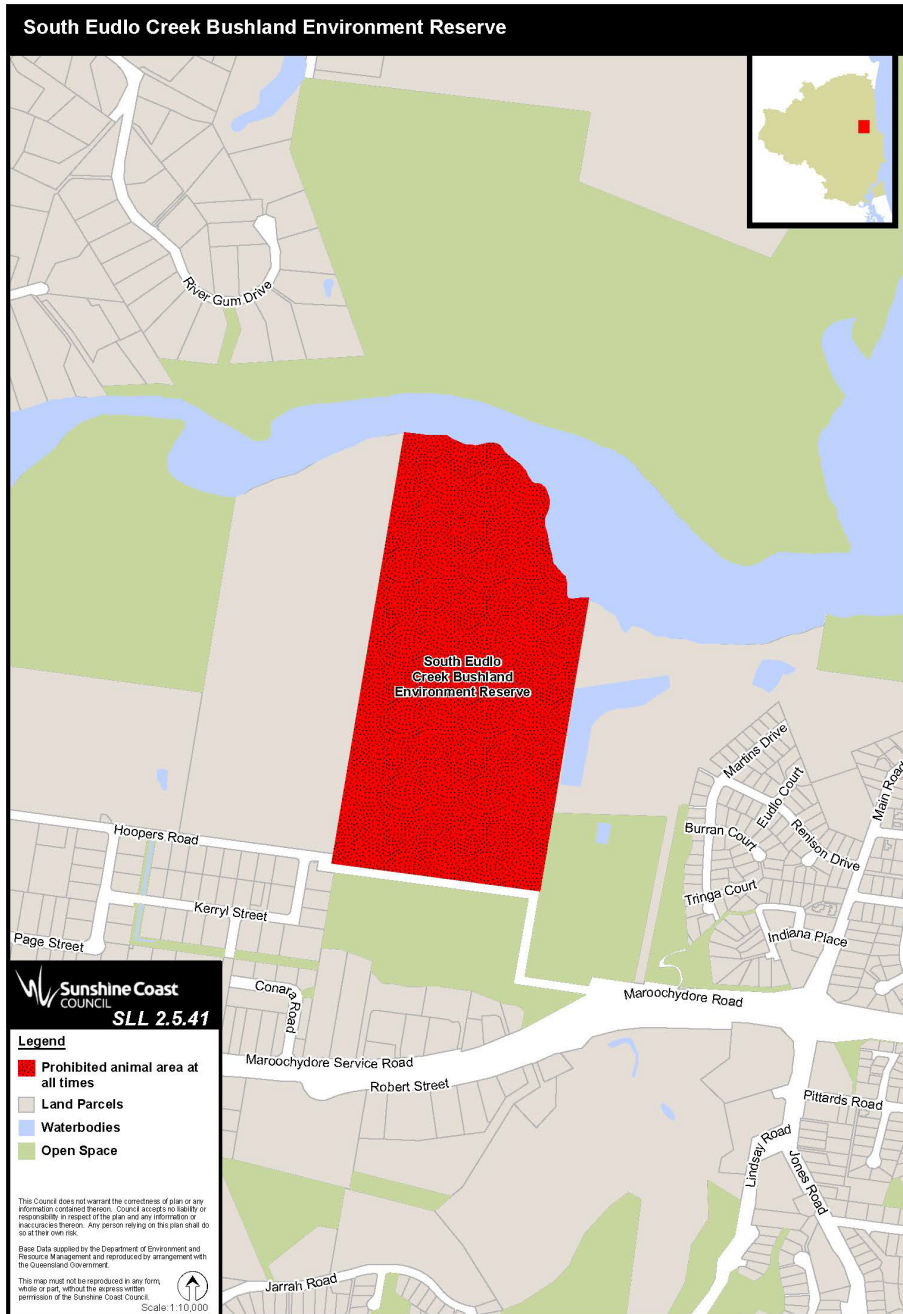 South Eudlo Creek Bushland Environment Reserve
River Gum Drive
South Eudlo
Creek Bushland
Environment Reserve
Martins Drive
Eudlo Court
Main Road
Burran Court
Renison Drive
Hoopers Road
Tringa Court
Kerryl Street
Indiana Place
Page Street
Conara Road
Maroochydore Road
Maroochydore Service Road
Robert Street
Pittards Road
Lindsay Road
Jones Road
Jarrah Road
Sunshine Coast
COUNCIL
SLL 2.5.41
Legend
Prohibited animal area at
all times
Land Parcels
Waterbodies
Open Space
This Council does not warrant the correctness of plan or any
information contained thereon. Council accepts no liability or
responsibility in respect of the plan and any information or
inaccuracies thereon. Any person relying on this plan shall do
so at their own risk.
Base Data supplied by the Department of Environment and
Resource Management and reproduced by arrangement with
the Queensland Government.
This map must not be reproduced in any form,
whole or part, without the express written
permission of the Sunshine Coast Council.
Scale:1:10,000